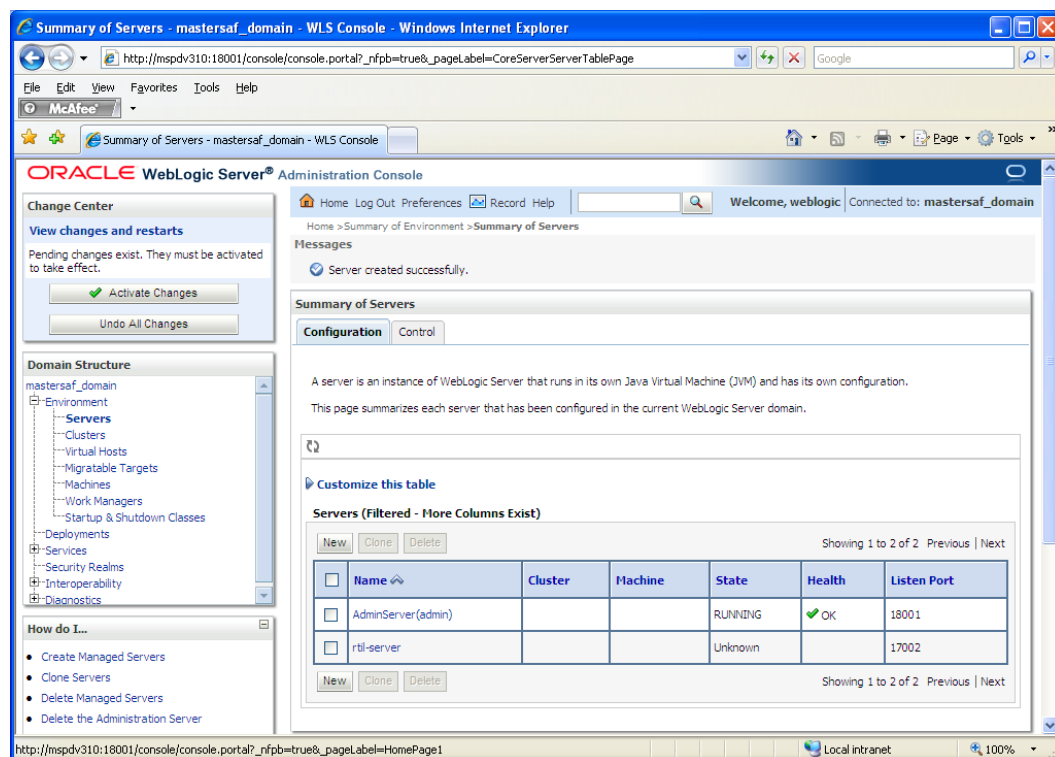 Summary of Servers - mastersaf_domain - WLS Console - Windows Internet Explorer
http://mspdv310:18001/console/console.portal?_nfpb=true&_pageLabel=CoreServerServerTablePage
Google
File Edit View Favorites Tools Help
McAfee
Summary of Servers - mastersaf_domain - WLS Console
Page Tools
ORACLE WebLogic Server® Administration Console
Change Center
View changes and restarts
Pending changes exist. They must be activated
to take effect.
Activate Changes
Undo All Changes
Domain Structure
mastersaf_domain
Environment
Servers
Clusters
Virtual Hosts
Migratable Targets
Machines
Work Managers
Startup & Shutdown Classes
Deployments
Services
Security Realms
Interoperability
Diagnostics
How do I...
Create Managed Servers
Clone Servers
Delete Managed Servers
Delete the Administration Server
Home Log Out Preferences Record Help
Welcome, weblogic Connected to: mastersaf_domain
Home >Summary of Environment >Summary of Servers
Messages
Server created successfully.
Summary of Servers
Configuration Control
A server is an instance of WebLogic Server that runs in its own Java Virtual Machine (JVM) and has its own configuration.
This page summarizes each server that has been configured in the current WebLogic Server domain.
Customize this table
Servers (Filtered - More Columns Exist)
New Clone Delete Showing 1 to 2 of 2 Previous | Next
Name Cluster Machine State Health Listen Port
AdminServer(admin) RUNNING OK 18001
rtil-server Unknown 17002
New Clone Delete Showing 1 to 2 of 2 Previous | Next
http://mspdv310:18001/console/console.portal?_nfpb=true&_pageLabel=HomePage1
Local intranet 100%